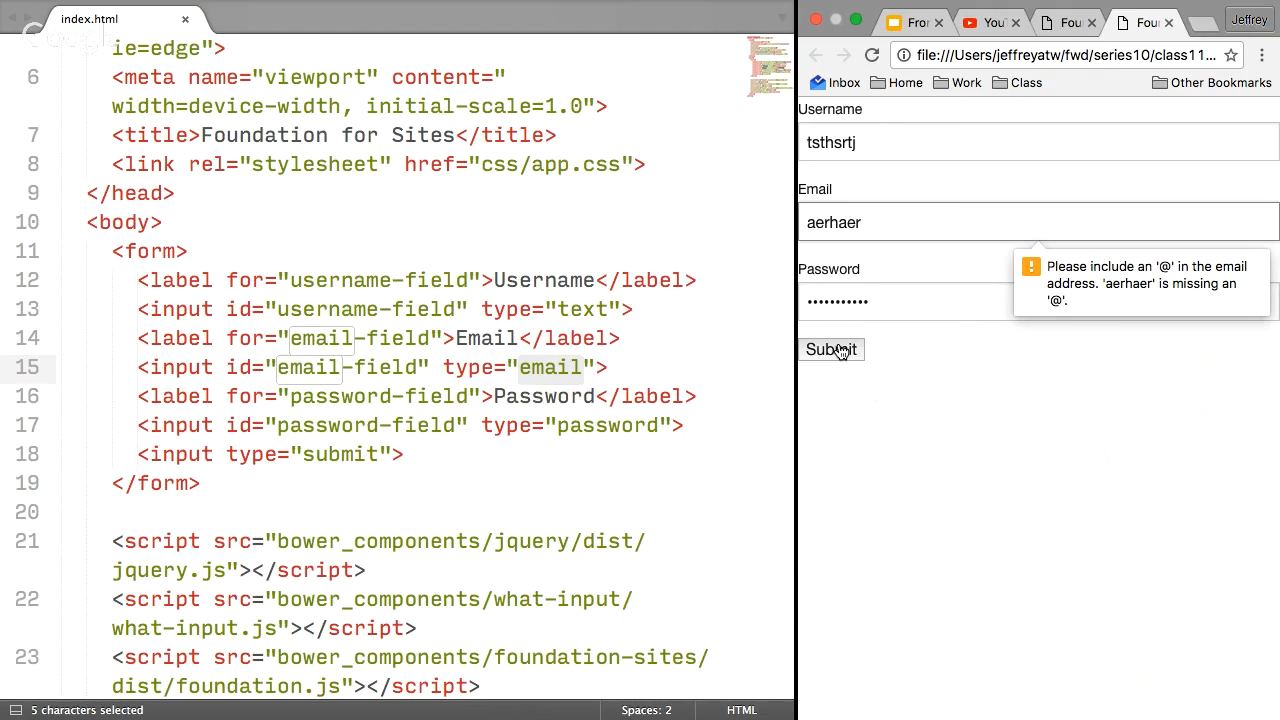 index.html
Google
ie=edge">
6 <meta name="viewport" content="
width=device-width, initial-scale=1.0">
7 <title>Foundation for Sites</title>
8 <link rel="stylesheet" href="css/app.css">
9 </head>
10 <body>
11 <form>
12 <label for="username-field">Username</label>
13 <input id="username-field" type="text">
14 <label for="email-field">Email</label>
15 <input id="email-field" type="email">
16 <label for="password-field">Password</label>
17 <input id="password-field" type="password">
18 <input type="submit">
19 </form>
20
21 <script src="bower_components/jquery/dist/
jquery.js"></script>
22 <script src="bower_components/what-input/
what-input.js"></script>
23 <script src="bower_components/foundation-sites/
dist/foundation.js"></script>
5 characters selected
Spaces: 2
HTML
Fron
You
Fou
Fou
Jeffrey
file:///Users/jeffreyatw/fwd/series10/class11...
Inbox
Home
Work
Class
Other Bookmarks
Username
tsthsrtj
Email
aerhaer
Please include an '@' in the email
address. 'aerhaer' is missing an
'@'.
Password
•••••••••••
Submit